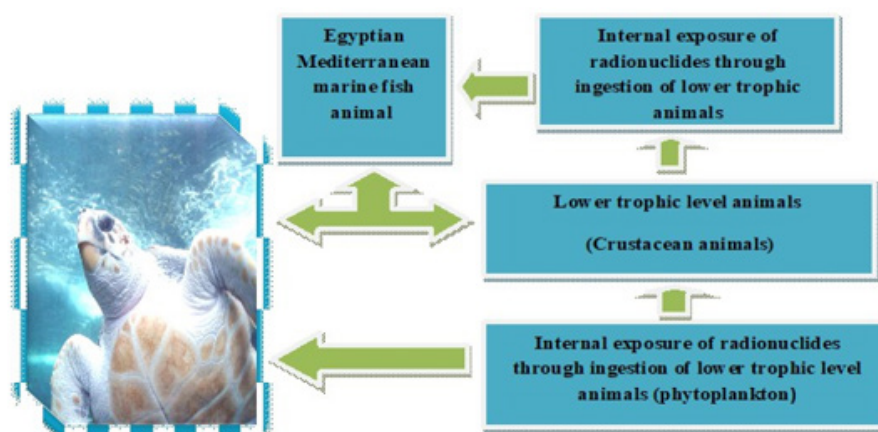 Egyptian
Mediterranean
marine fish
animal
Internal exposure of
radionuclides through
ingestion of lower trophic
animals
Lower trophic level animals
(Crustacean animals)
Internal exposure of radionuclides
through ingestion of lower trophic level
animals (phytoplankton)